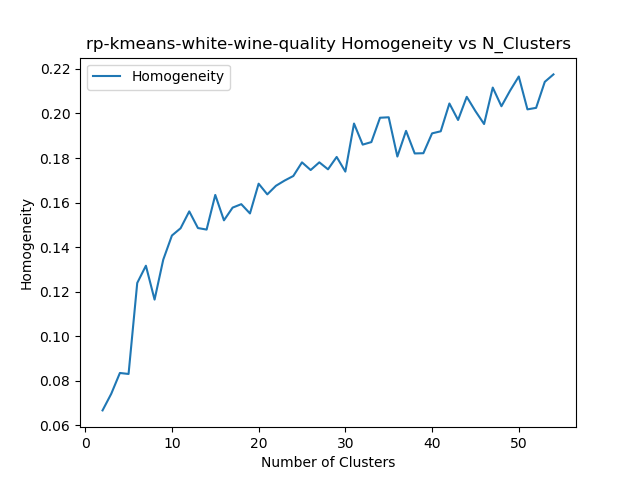 rp-kmeans-white-wine-quality Homogeneity vs N_Clusters
Homogeneity
0.22
0.20
0.18
0.16
0.14
0.12
0.10
0.08
0.06
Homogeneity
0 10 20 30 40 50
Number of Clusters